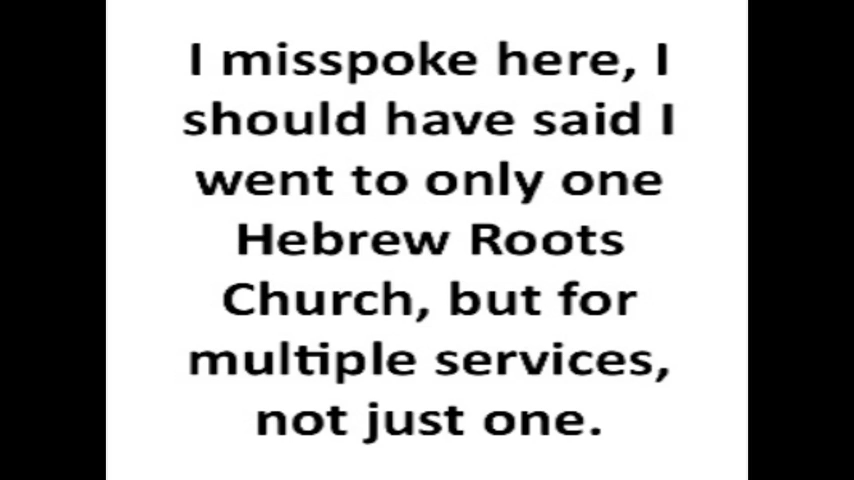 I misspoke here, I
should have said I
went to only one
Hebrew Roots
Church, but for
multiple services,
not just one.